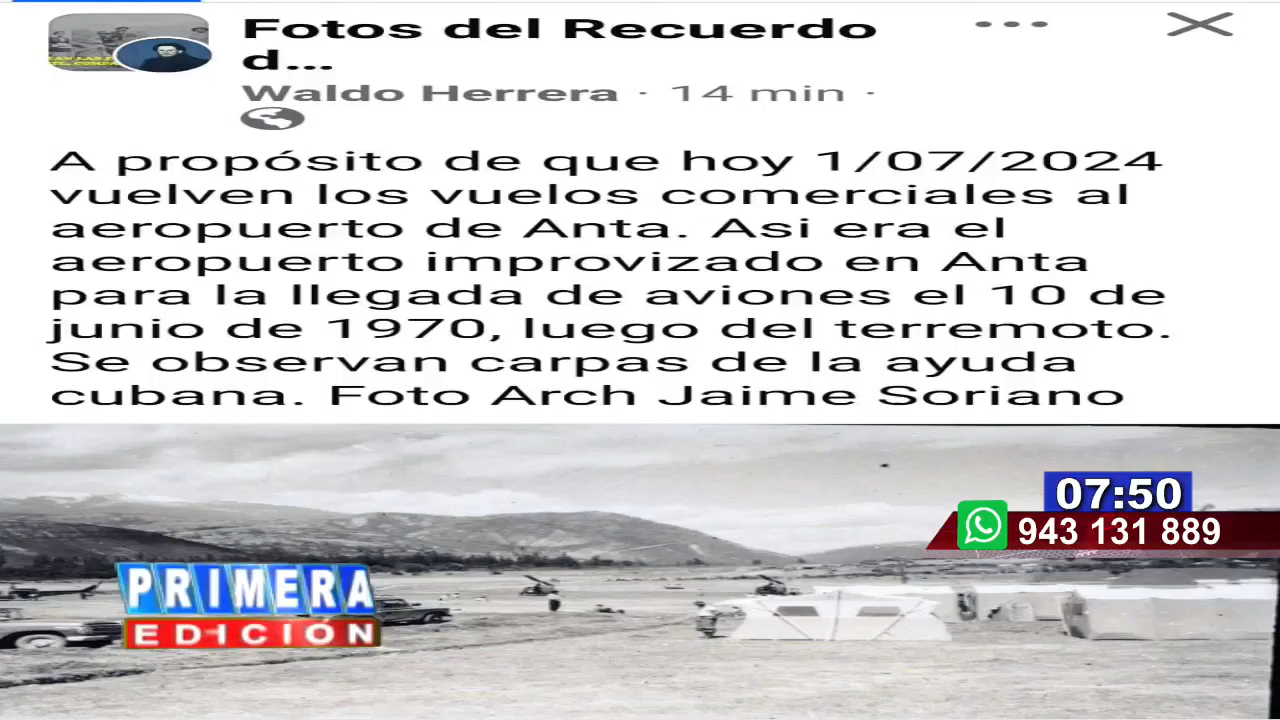 Fotos del Recuerdo
d...
Waldo Herrera · 14 min ·
A propósito de que hoy 1/07/2024
vuelven los vuelos comerciales al
aeropuerto de Anta. Asi era el
aeropuerto improvizado en Anta
para la llegada de aviones el 10 de
junio de 1970, luego del terremoto.
Se observan carpas de la ayuda
cubana. Foto Arch Jaime Soriano
07:50
943 131 889
PRIMERA
EDICIÓN